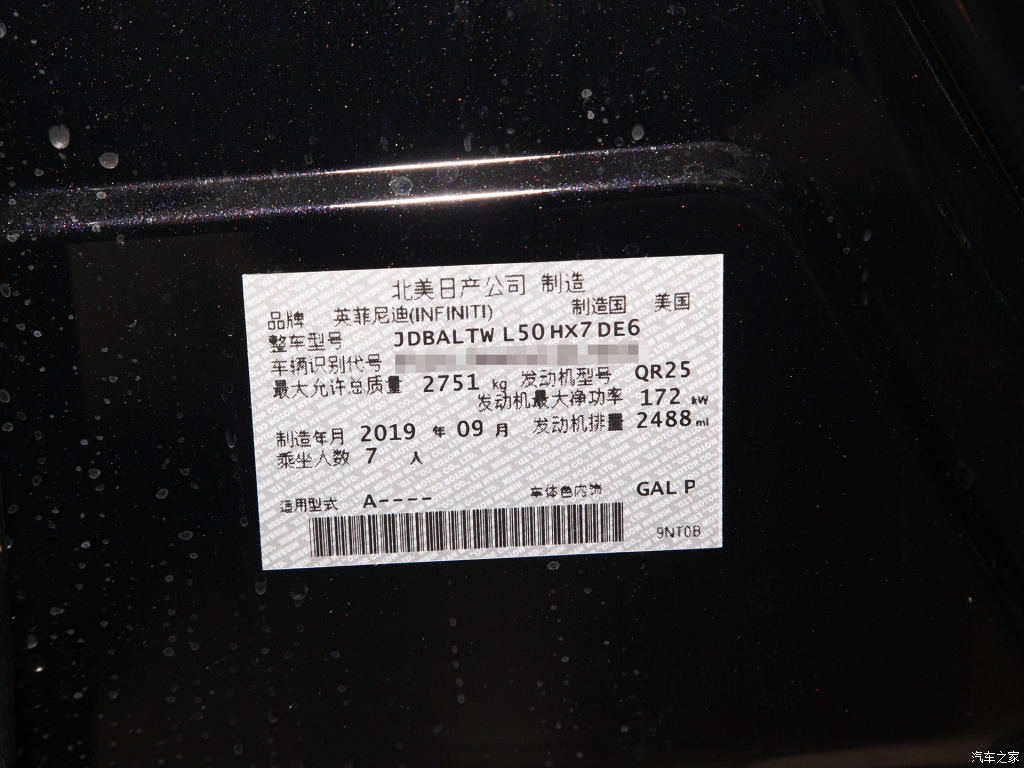 北美日产公司 制造
品牌 英菲尼迪(INFINITI) 制造国 美国
整车型号 JDBALTW L50HX7DE6
车辆识别代号
最大允许总质量 2751 kg 发动机型号 QR25
发动机最大净功率 172 kW
发动机排量 2488 ml
制造年月 2019 年 09 月
乘坐人数 7 人
适用型式 A---- 车体色内饰 GAL P
9NT0B
汽车之家